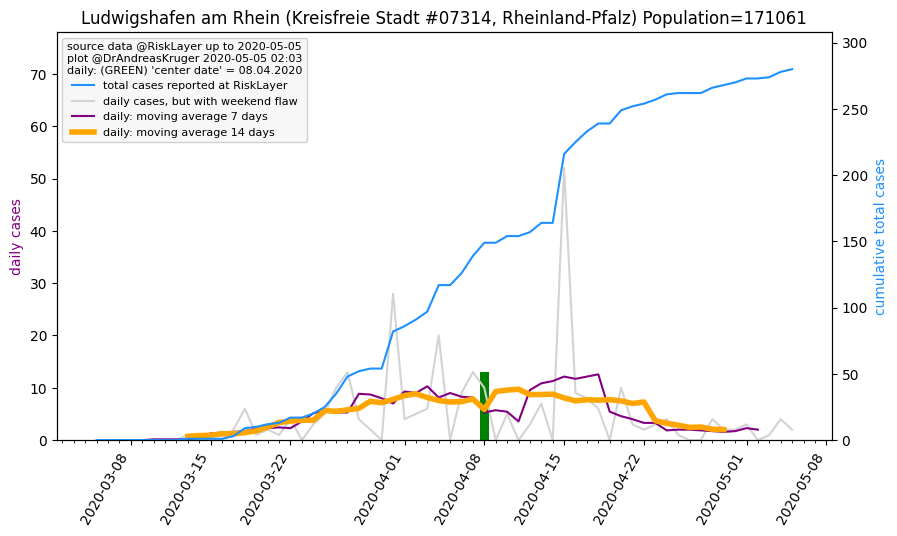 Ludwigshafen am Rhein (Kreisfreie Stadt #07314, Rheinland-Pfalz) Population=171061
source data @RiskLayer up to 2020-05-05
plot @DrAndreasKruger 2020-05-05 02:03
daily: (GREEN) 'center date' = 08.04.2020
total cases reported at RiskLayer
daily cases, but with weekend flaw
daily: moving average 7 days
daily: moving average 14 days
daily cases
70
60
50
40
30
20
10
0
cumulative total cases
300
250
200
150
100
50
0
2020-03-08
2020-03-15
2020-03-22
2020-04-01
2020-04-08
2020-04-15
2020-04-22
2020-05-01
2020-05-08